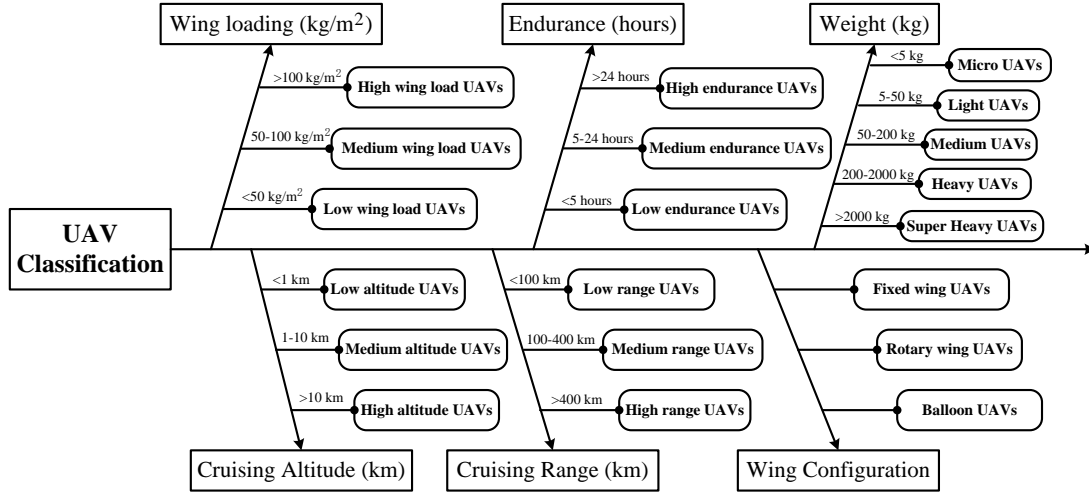 Wing loading (kg/m²)
Endurance (hours)
Weight (kg)
>100 kg/m²
High wing load UAVs
50-100 kg/m²
Medium wing load UAVs
<50 kg/m²
Low wing load UAVs
>24 hours
High endurance UAVs
5-24 hours
Medium endurance UAVs
<5 hours
Low endurance UAVs
<5 kg
Micro UAVs
5-50 kg
Light UAVs
50-200 kg
Medium UAVs
200-2000 kg
Heavy UAVs
>2000 kg
Super Heavy UAVs
UAV
Classification
<1 km
Low altitude UAVs
1-10 km
Medium altitude UAVs
>10 km
High altitude UAVs
<100 km
Low range UAVs
100-400 km
Medium range UAVs
>400 km
High range UAVs
Fixed wing UAVs
Rotary wing UAVs
Balloon UAVs
Cruising Altitude (km)
Cruising Range (km)
Wing Configuration